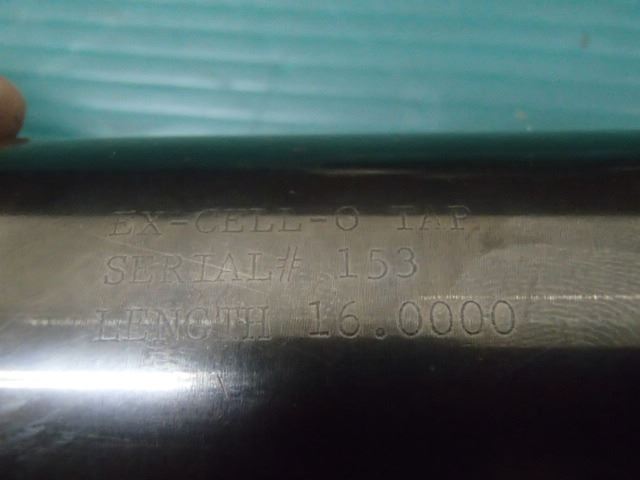 EX-CELL-O TAP
SERIAL# 153
LENGTH 16.0000